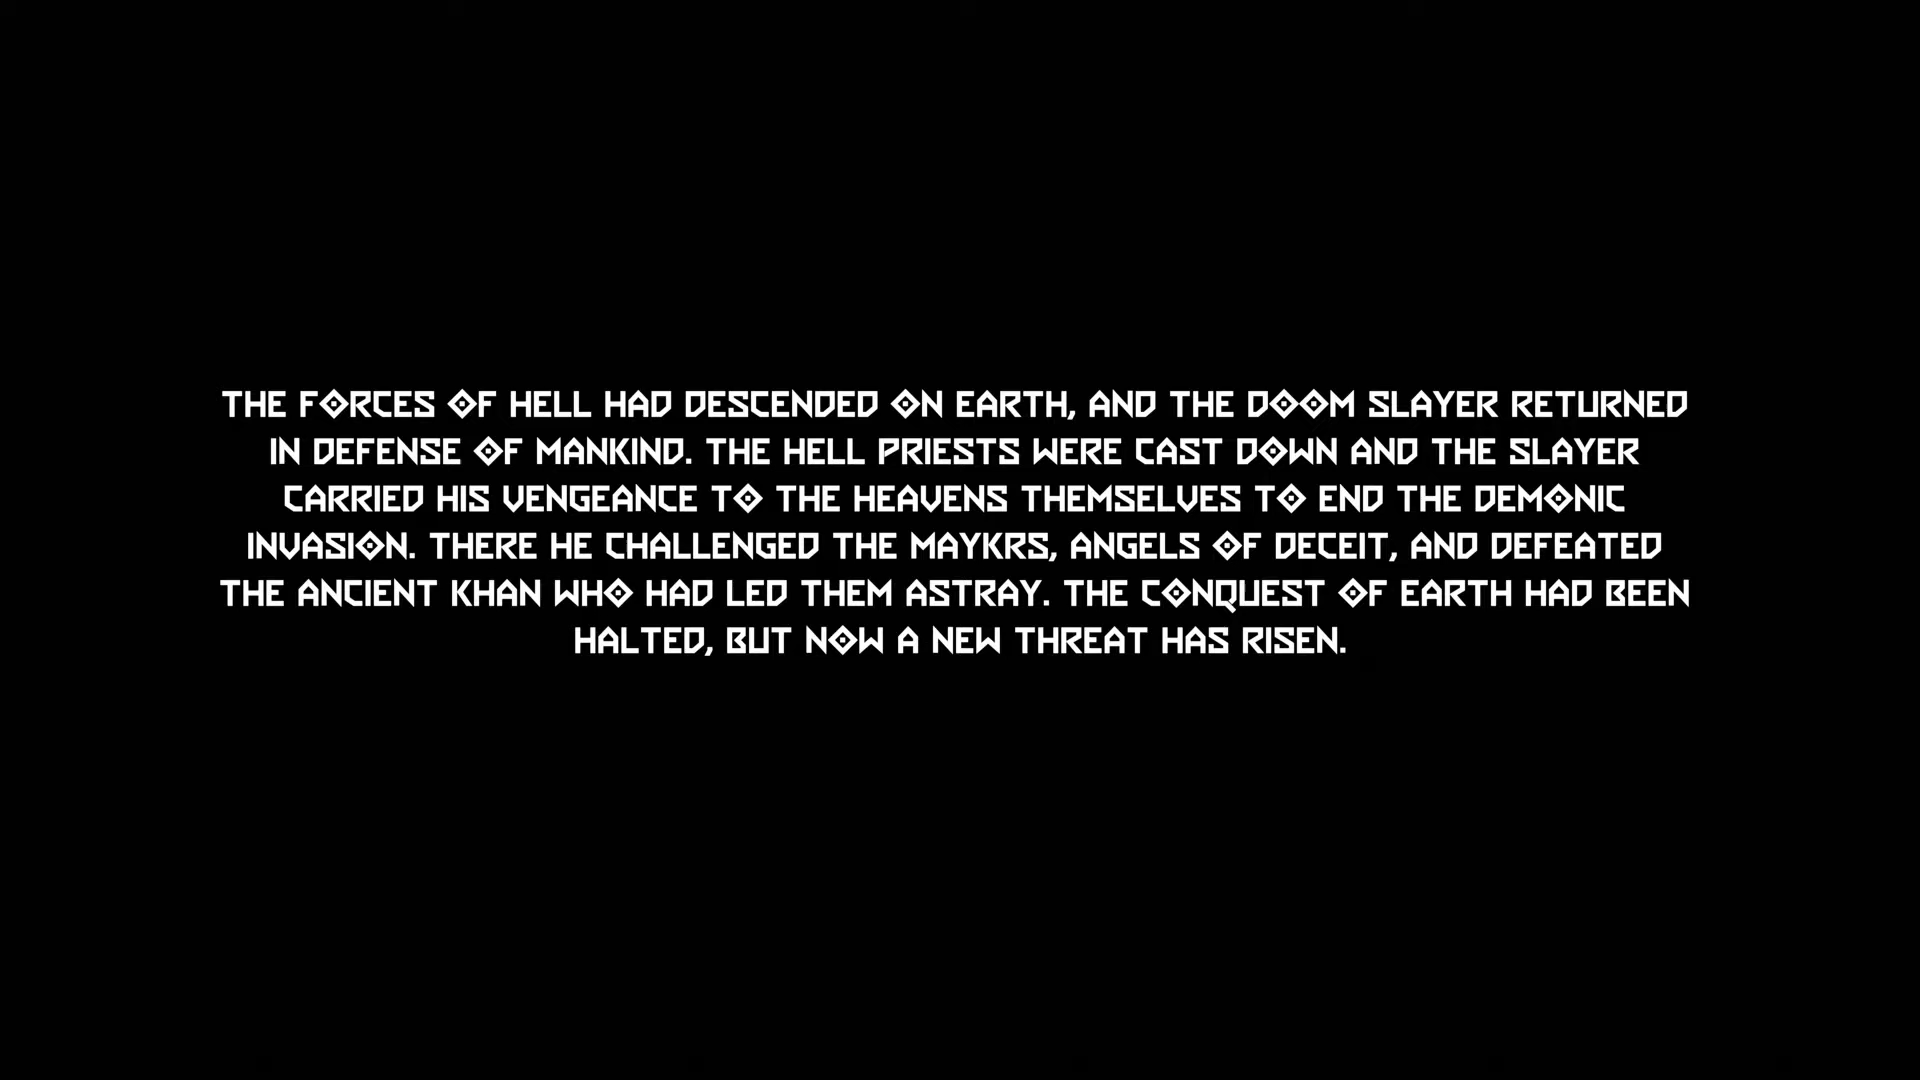 THE FORCES OF HELL HAD DESCENDED ON EARTH, AND THE DOOM SLAYER RETURNED
IN DEFENSE OF MANKIND. THE HELL PRIESTS WERE CAST DOWN AND THE SLAYER
CARRIED HIS VENGEANCE TO THE HEAVENS THEMSELVES TO END THE DEMONIC
INVASION. THERE HE CHALLENGED THE MAYKRS, ANGELS OF DECEIT, AND DEFEATED
THE ANCIENT KHAN WHO HAD LED THEM ASTRAY. THE CONQUEST OF EARTH HAD BEEN
HALTED, BUT NOW A NEW THREAT HAS RISEN.